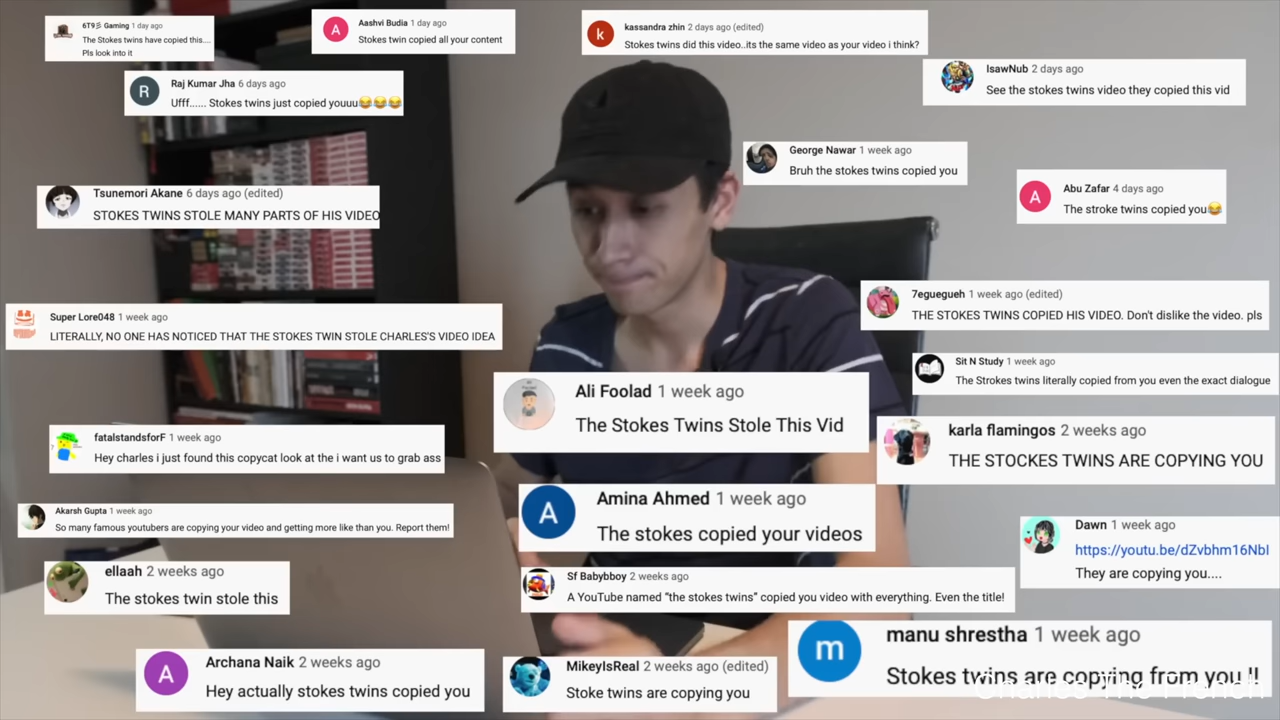 6T9彡 Gaming 1 day ago
The Stokes twins have copied this....
Pls look into it
Aashvi Budia 1 day ago
Stokes twin copied all your content
kassandra zhin 2 days ago (edited)
Stokes twins did this video..its the same video as your video i think?
IsawNub 2 days ago
See the stokes twins video they copied this vid
R
Raj Kumar Jha 6 days ago
Ufff...... Stokes twins just copied youuu😂😂😂
George Nawar 1 week ago
Bruh the stokes twins copied you
Tsunemori Akane 6 days ago (edited)
STOKES TWINS STOLE MANY PARTS OF HIS VIDEO
A
Abu Zafar 4 days ago
The stroke twins copied you😂
Super Lore048 1 week ago
LITERALLY, NO ONE HAS NOTICED THAT THE STOKES TWIN STOLE CHARLES'S VIDEO IDEA
7eguegueh 1 week ago (edited)
THE STOKES TWINS COPIED HIS VIDEO. Don't dislike the video. pls
Sit N Study 1 week ago
The Strokes twins literally copied from you even the exact dialogue
Ali Foolad 1 week ago
The Stokes Twins Stole This Vid
fatalstandsforF 1 week ago
Hey charles i just found this copycat look at the i want us to grab ass
karla flamingos 2 weeks ago
THE STOCKES TWINS ARE COPYING YOU
A
Amina Ahmed 1 week ago
The stokes copied your videos
Akarsh Gupta 1 week ago
So many famous youtubers are copying your video and getting more like than you. Report them!
Dawn 1 week ago
https://youtu.be/dZvbhm16NbI
They are copying you....
ellaah 2 weeks ago
The stokes twin stole this
Sf Babybboy 2 weeks ago
A YouTube named "the stokes twins" copied you video with everything. Even the title!
m
manu shrestha 1 week ago
Stokes twins are copying from you !!
A
Archana Naik 2 weeks ago
Hey actually stokes twins copied you
MikeyIsReal 2 weeks ago (edited)
Stoke twins are copying you
Charles The French